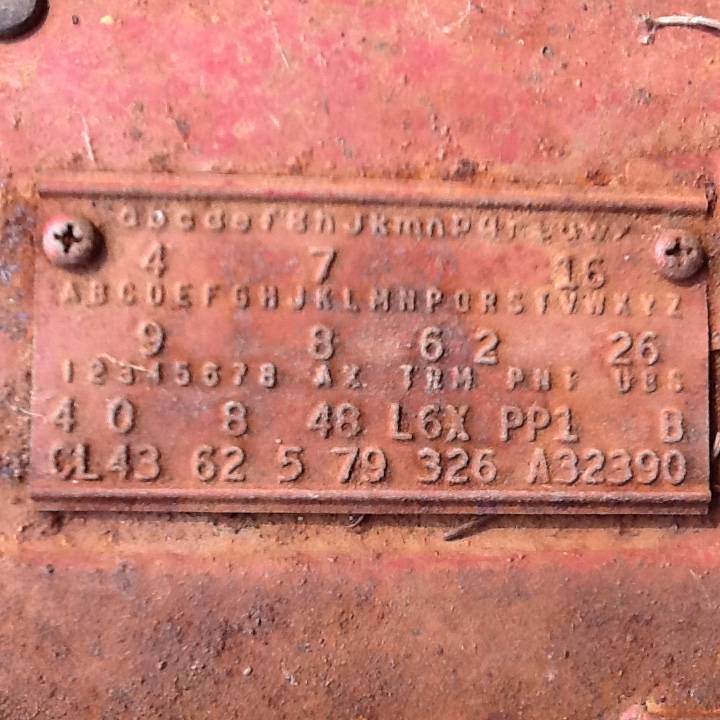 abcdefghJkmnpqrtuwx
4 7 16
ABCDEFGHJKLMNPQRSTVWXYZ
9 8 6 2 26
12345678 AX TRM PNT UBS
4 0 8 48 L6X PP1 B
CL43 62 5 79 326 A32390